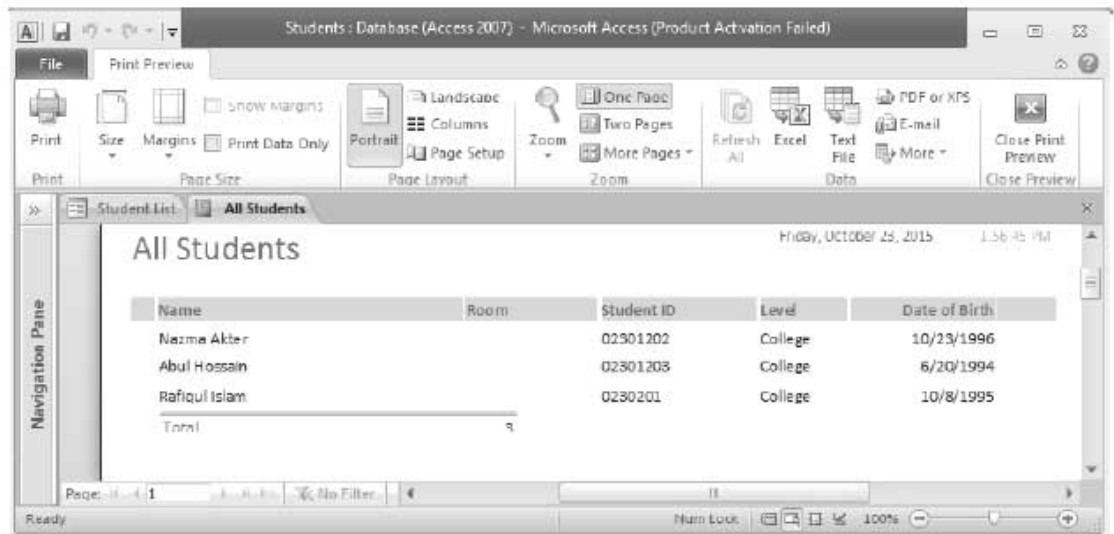 Students : Database (Access 2007) - Microsoft Access (Product Actvation Failed)
File Print Preview
Print Size Margins Show Margins Print Data Only Portrait Landscape Columns Page Setup Zoom One Page Two Pages More Pages Refresh All Excel Text File PDF or XPS E-mail More Close Print Preview
Print Page Size Page Layout Zoom Data Close Preview
Student List All Students
Navigation Pane
All Students Friday, October 23, 2015 1:56:45 PM
Name Room Student ID Level Date of Birth
Nazma Akter 02301202 College 10/23/1996
Abul Hossain 02301203 College 6/20/1994
Rafiqul Islam 0230201 College 10/8/1995
Total 3
Page: 1 No Filter
Ready Num Lock 100%